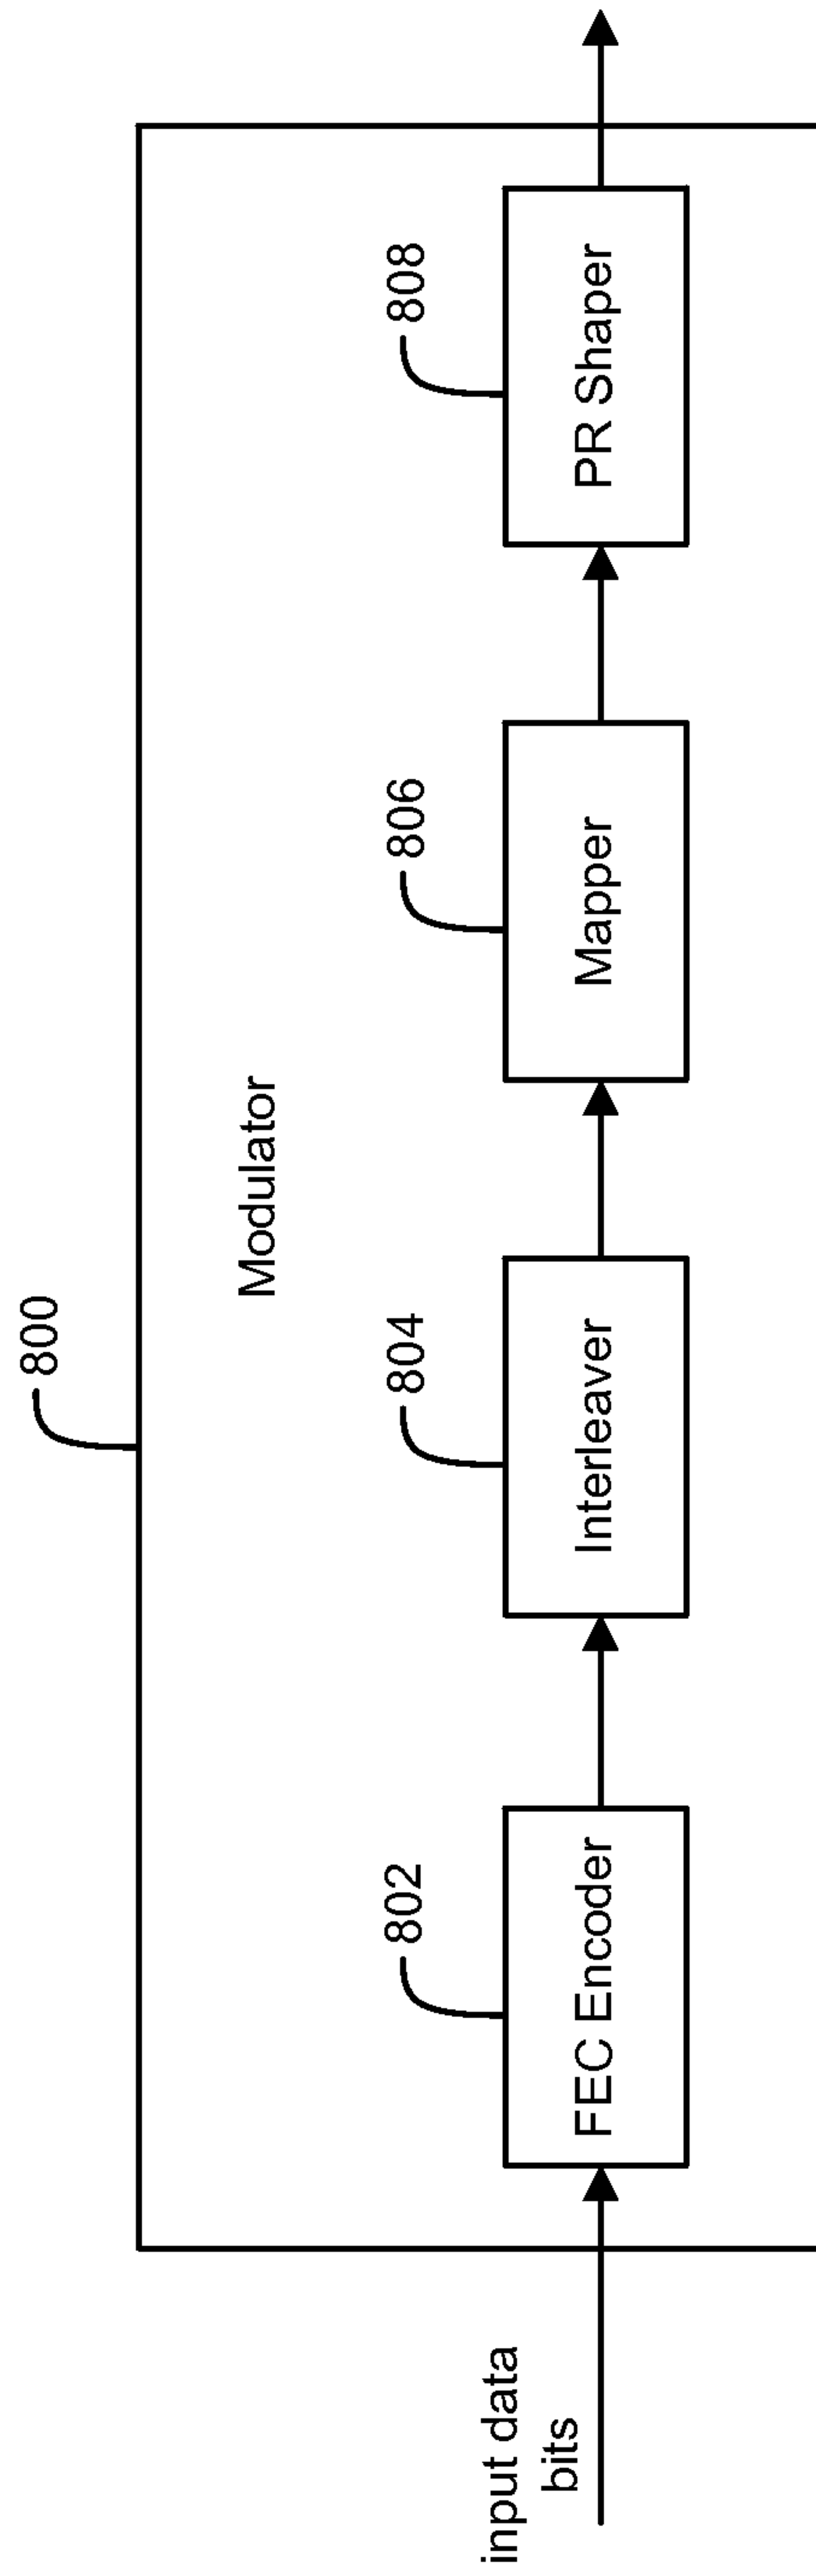 800
Modulator
802
804
806
808
input data
bits
FEC Encoder
Interleaver
Mapper
PR Shaper